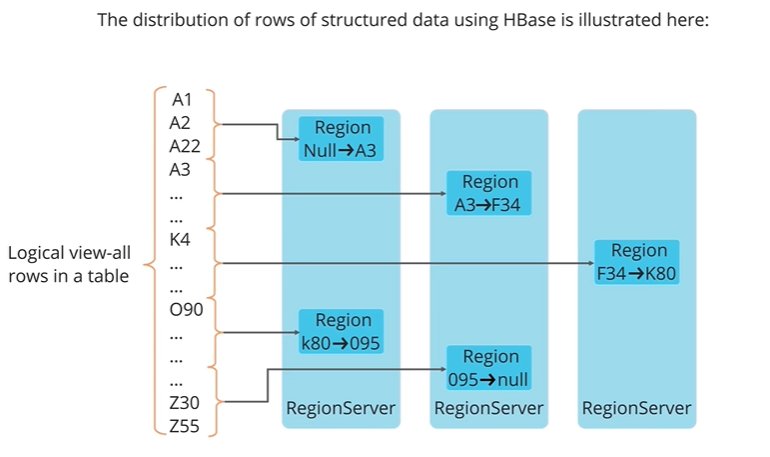 The distribution of rows of structured data using HBase is illustrated here:
A1
A2
A22
A3
...
...
K4
...
...
O90
...
...
...
Z30
Z55
Logical view-all
rows in a table
Region
Null→A3
Region
A3→F34
Region
F34→K80
Region
k80→095
Region
095→null
RegionServer
RegionServer
RegionServer